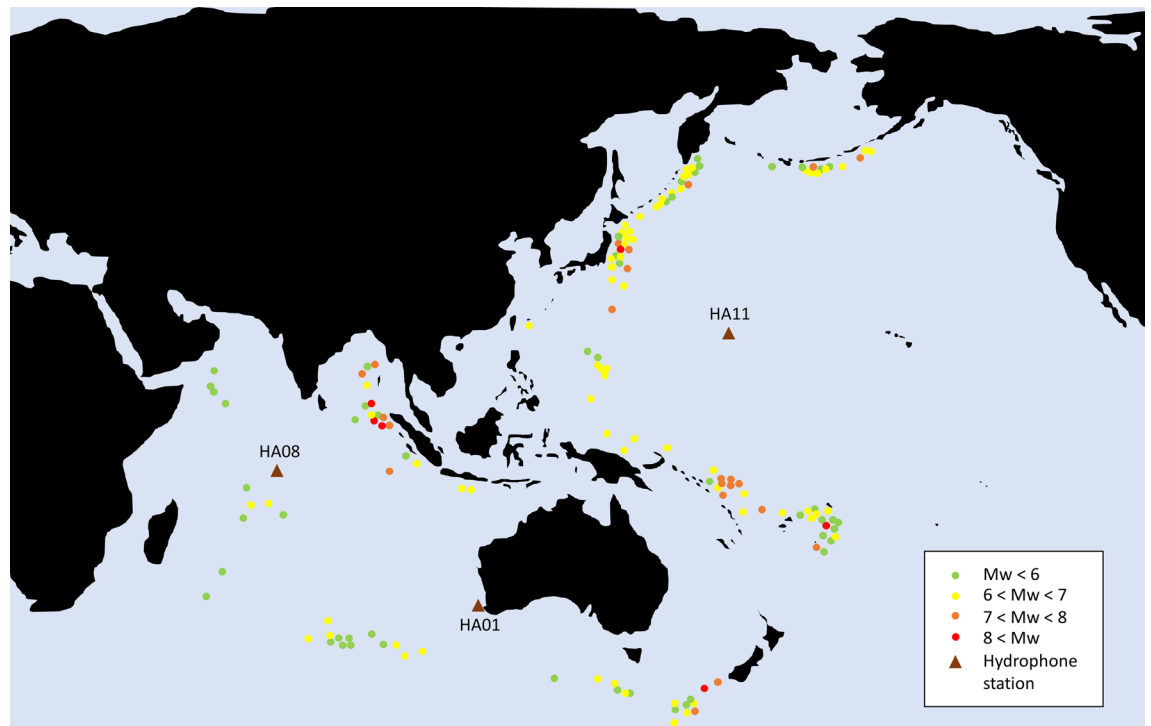 HA11
HA08
HA01
Mw < 6
6 < Mw < 7
7 < Mw < 8
8 < Mw
Hydrophone
station